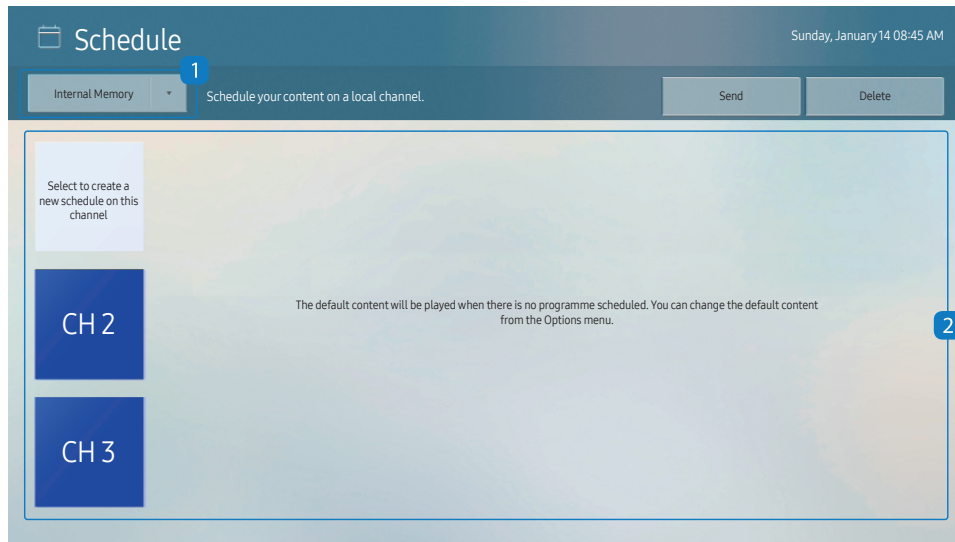 Schedule
Sunday, January 14 08:45 AM
1
Internal Memory
Schedule your content on a local channel.
Send
Delete
Select to create a
new schedule on this
channel
CH 2
The default content will be played when there is no programme scheduled. You can change the default content
from the Options menu.
2
CH 3